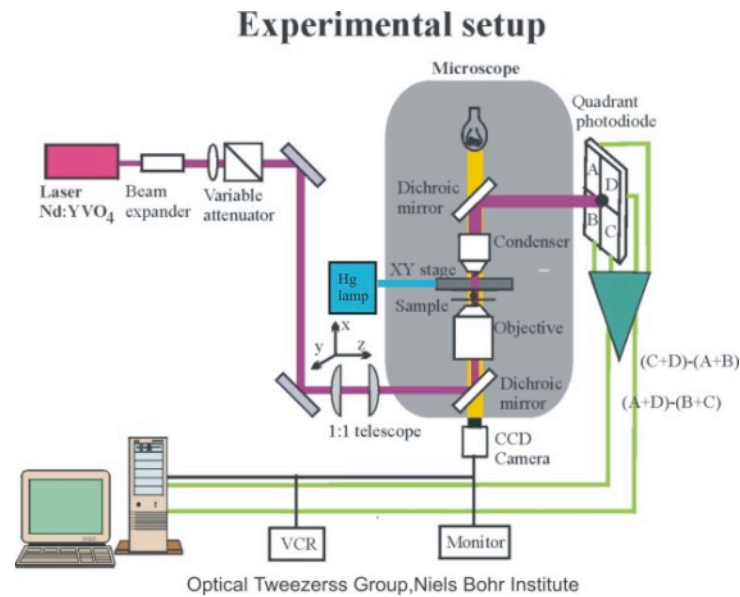 Experimental setup
Microscope
Quadrant
photodiode
A
D
B
C
Laser
Nd:YVO4
Beam
expander
Variable
attenuator
Dichroic
mirror
Condenser
XY stage
Hg
lamp
Sample
Objective
x
y
z
(C+D)-(A+B)
Dichroic
mirror
(A+D)-(B+C)
1:1 telescope
CCD
Camera
VCR
Monitor
Optical Tweezerss Group,Niels Bohr Institute